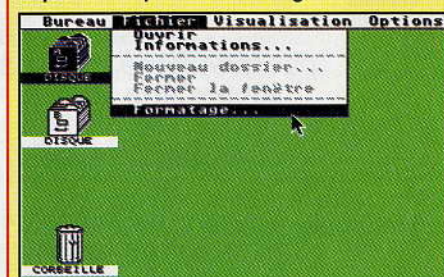 Bureau Fichier Visualisation Options
Ouvrir
Informations...
Nouveau dossier...
Fermer
Fermer la fenêtre
Formatage...
DISQUE
DISQUE
CORBEILLE